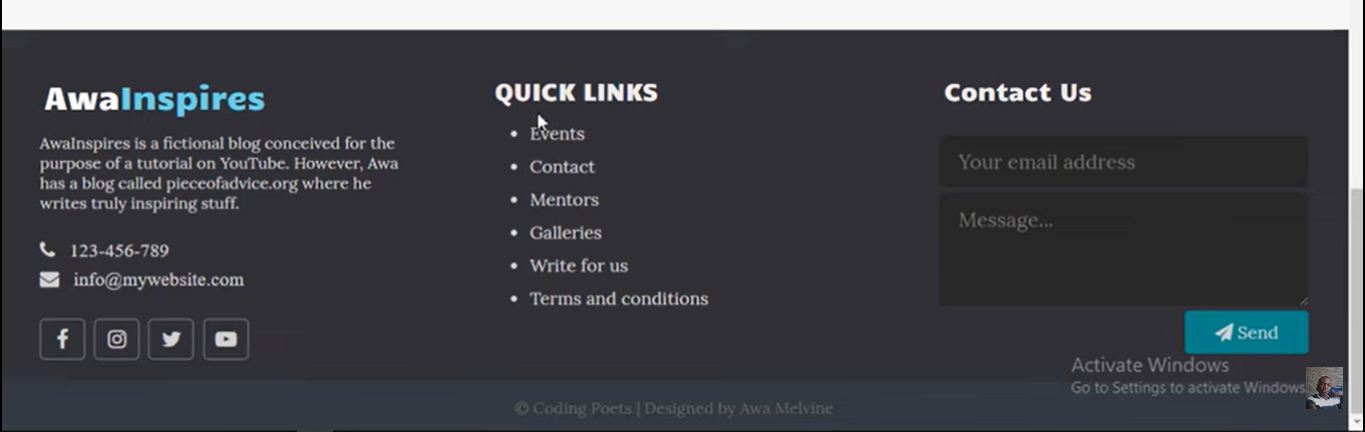 AwaInspires
AwaInspires is a fictional blog conceived for the
purpose of a tutorial on YouTube. However, Awa
has a blog called pieceofadvice.org where he
writes truly inspiring stuff.
123-456-789
info@mywebsite.com
QUICK LINKS
Events
Contact
Mentors
Galleries
Write for us
Terms and conditions
Contact Us
Your email address
Message...
Send
Activate Windows
Go to Settings to activate Windows
© Coding Poets | Designed by Awa Melvine